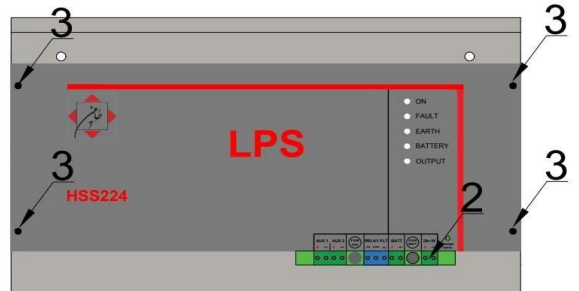 3
3
ON
FAULT
EARTH
BATTERY
OUTPUT
LPS
HSS224
3
3
2
AUX 1 AUX 2 RELAY FLT BATT